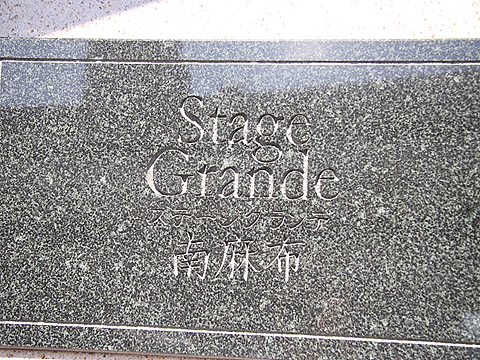 Stage
Grande
ステージグランデ
南麻布